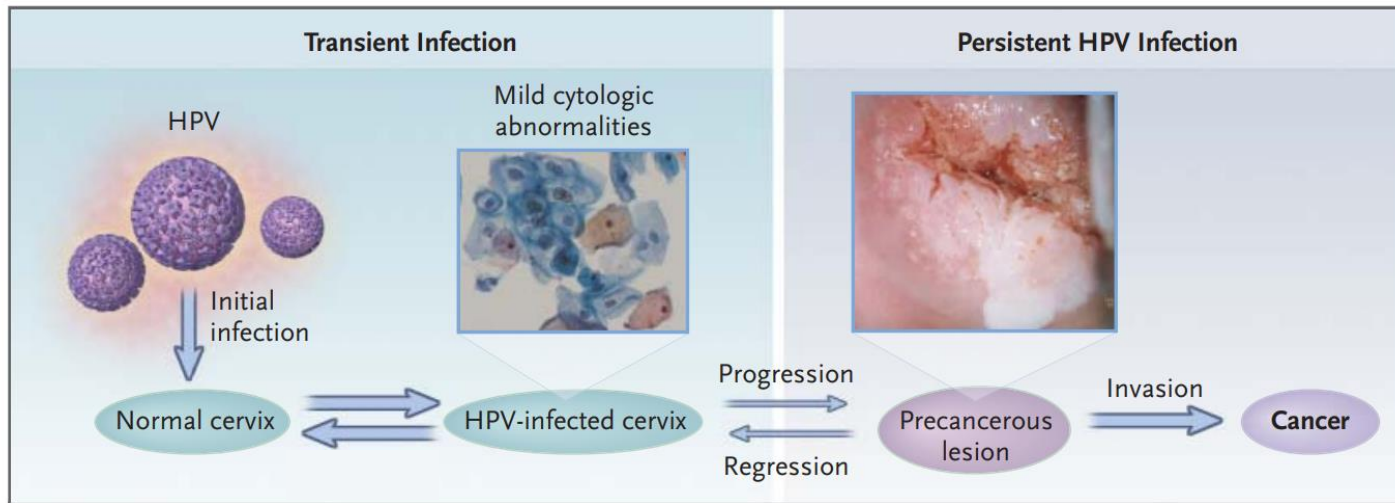 Transient Infection
Persistent HPV Infection
HPV
Mild cytologic
abnormalities
Initial
infection
Normal cervix
HPV-infected cervix
Progression
Regression
Precancerous
lesion
Invasion
Cancer